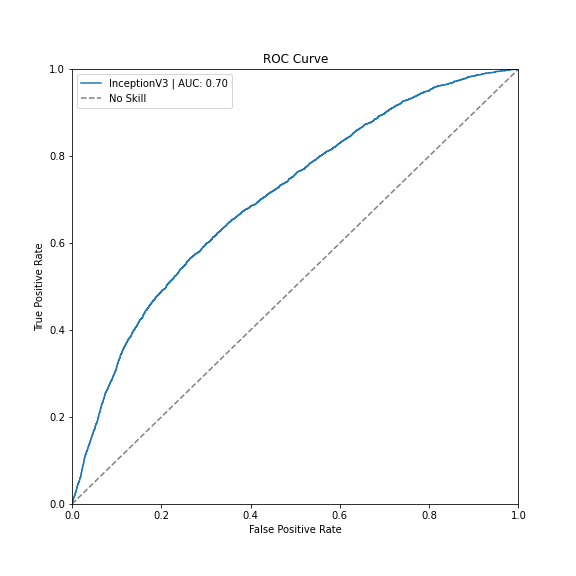 ROC Curve
InceptionV3 | AUC: 0.70
No Skill
True Positive Rate
1.0
0.8
0.6
0.4
0.2
0.0
0.0 0.2 0.4 0.6 0.8 1.0
False Positive Rate